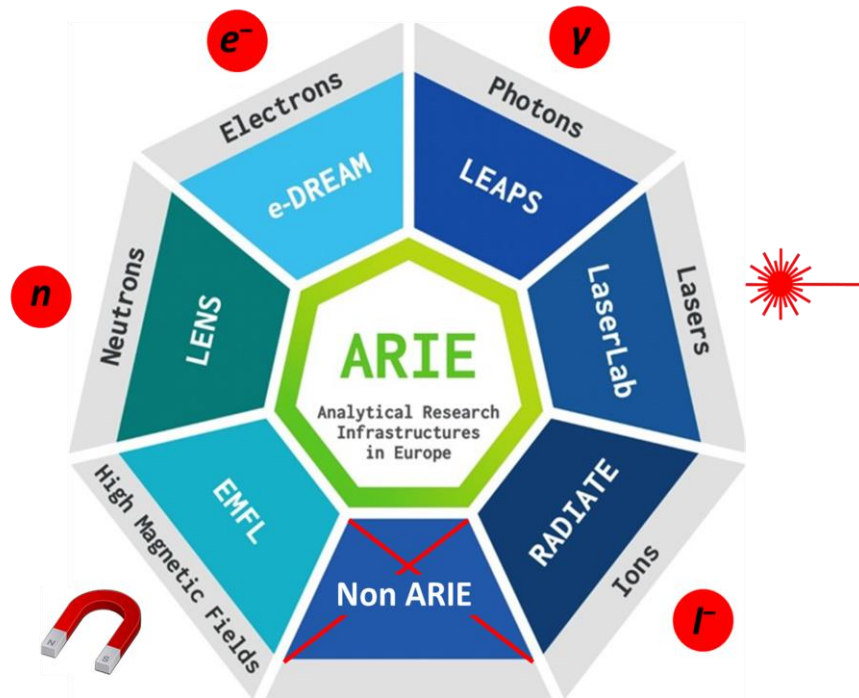 e⁻
γ
Electrons
Photons
e-DREAM
LEAPS
n
Neutrons
LENS
LaserLab
Lasers
ARIE
Analytical Research
Infrastructures
in Europe
High Magnetic Fields
EMFL
RADIATE
Ions
Non ARIE
I⁻
N
S